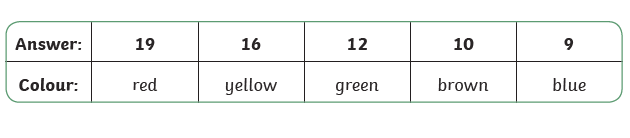 Answer: 19 16 12 10 9
Colour: red yellow green brown blue